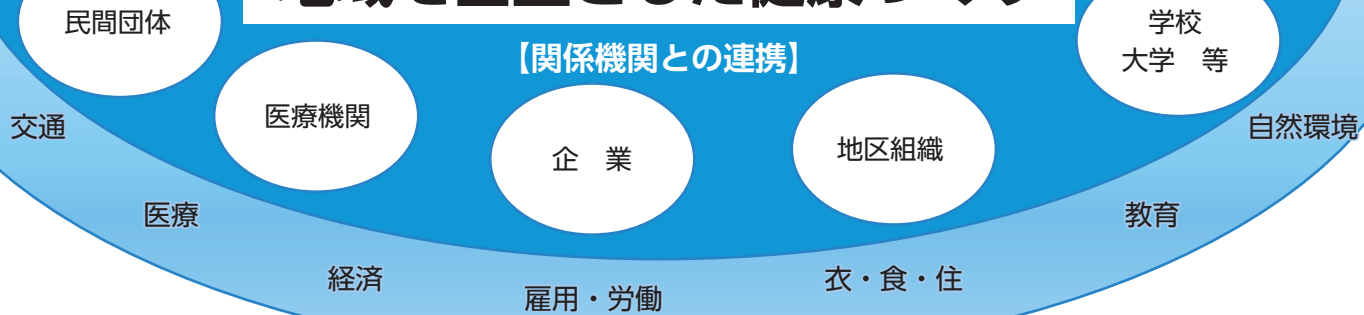 民間団体
学校
大学　等
【関係機関との連携】
医療機関
企　業
地区組織
交通
自然環境
医療
教育
経済
衣・食・住
雇用・労働